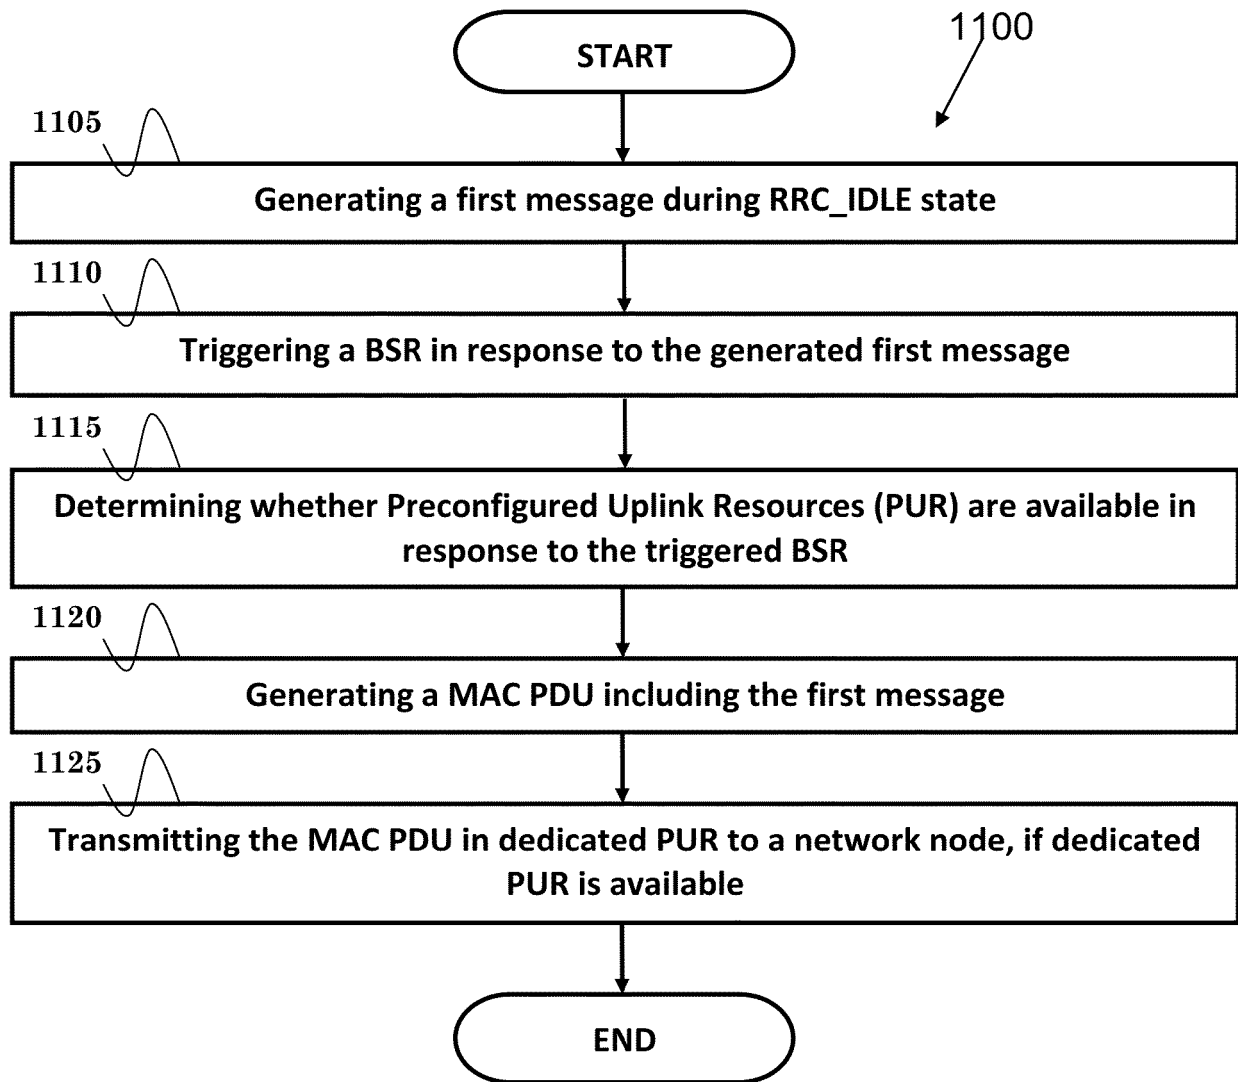 START
1100
1105
Generating a first message during RRC_IDLE state
1110
Triggering a BSR in response to the generated first message
1115
Determining whether Preconfigured Uplink Resources (PUR) are available in
response to the triggered BSR
1120
Generating a MAC PDU including the first message
1125
Transmitting the MAC PDU in dedicated PUR to a network node, if dedicated
PUR is available
END